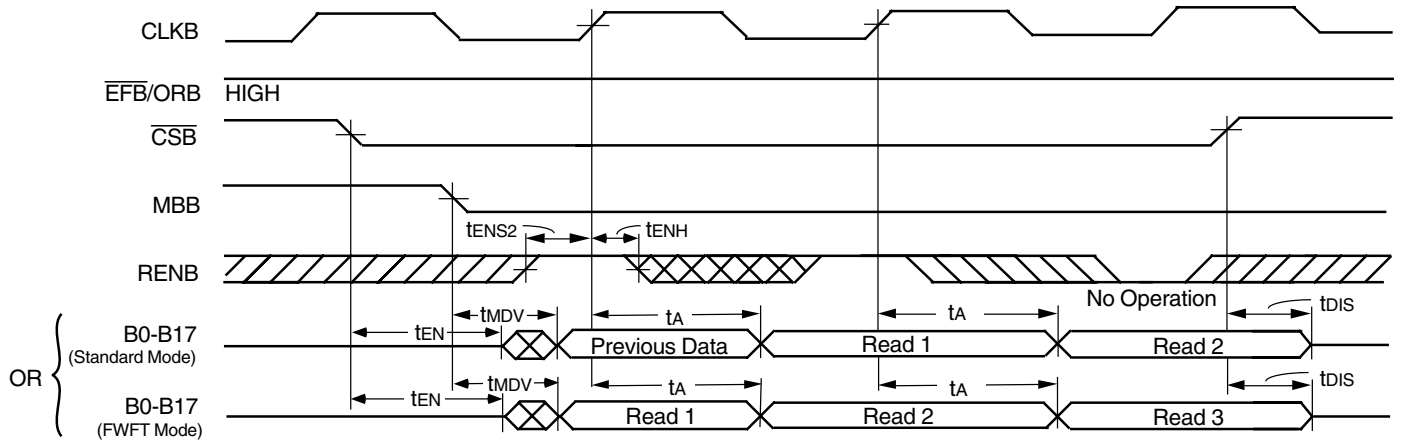 CLKB
EFB/ORB HIGH
CSB
MBB
tENS2 tENH
RENB
No Operation
tMDV tEN tA tA tDIS
B0-B17
(Standard Mode)
Previous Data Read 1 Read 2
OR
tMDV tEN tA tA tDIS
B0-B17
(FWFT Mode)
Read 1 Read 2 Read 3